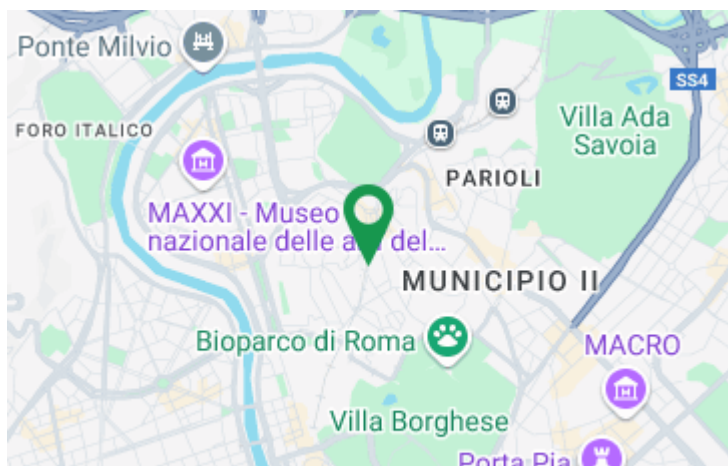 Ponte Milvio
SS4
FORO ITALICO
Villa Ada
Savoia
PARIOLI
MAXXI - Museo
nazionale delle a del...
MUNICIPIO II
Bioparco di Roma
MACRO
Villa Borghese
Porta Pia